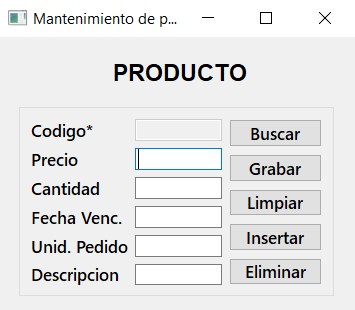 Mantenimiento de p...
PRODUCTO
Codigo*
Buscar
Precio
Grabar
Cantidad
Limpiar
Fecha Venc.
Insertar
Unid. Pedido
Eliminar
Descripcion